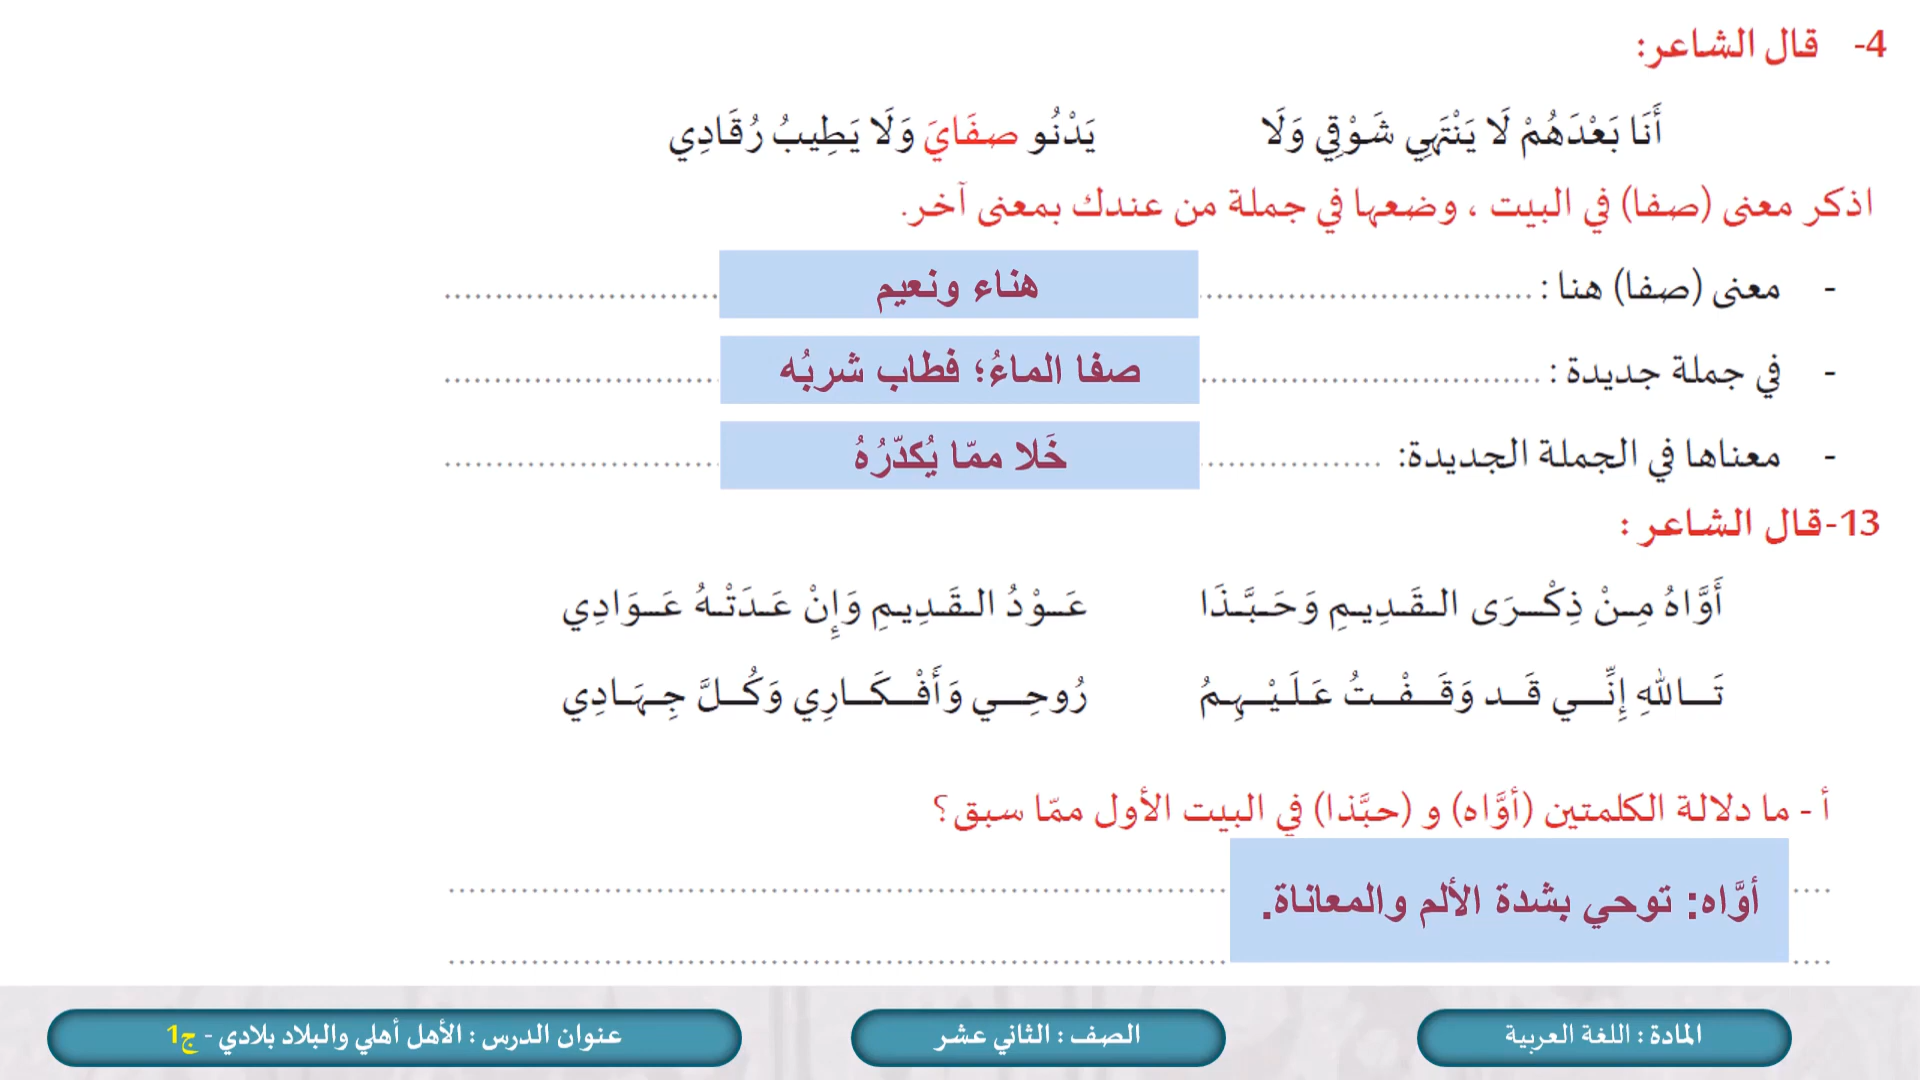 4- قال الشاعر:
أَنَا بَعْدَهُمْ لَا يَنْتَهِي شَوْقِي وَلَا يَدْنُو صفَايَ وَلَا يَطِيبُ رُقَادِي
اذكر معنى (صفا) في البيت ، وضعها في جملة من عندك بمعنى آخر.
- معنى (صفا) هنا : هناء ونعيم
- في جملة جديدة : صفا الماءُ؛ فطاب شربُه
- معناها في الجملة الجديدة: خَلا ممّا يُكدّرُهُ
13-قال الشاعر :
أَوَّاهُ مِنْ ذِكْرَى القَدِيمِ وَحَبَّذَا عَوْدُ القَدِيمِ وَإِنْ عَدَتْهُ عَوَادِي
تَاللهِ إِنِّي قَد وَقَفْتُ عَلَيْهِمُ رُوحِي وَأَفْكَارِي وَكُلَّ جِهَادِي
أ - ما دلالة الكلمتين (أوَّاه) و (حبَّذا) في البيت الأول ممّا سبق؟
أوَّاه: توحي بشدة الألم والمعاناة.
المادة : اللغة العربية
الصف : الثاني عشر
عنوان الدرس : الأهل أهلي والبلاد بلادي - ج1